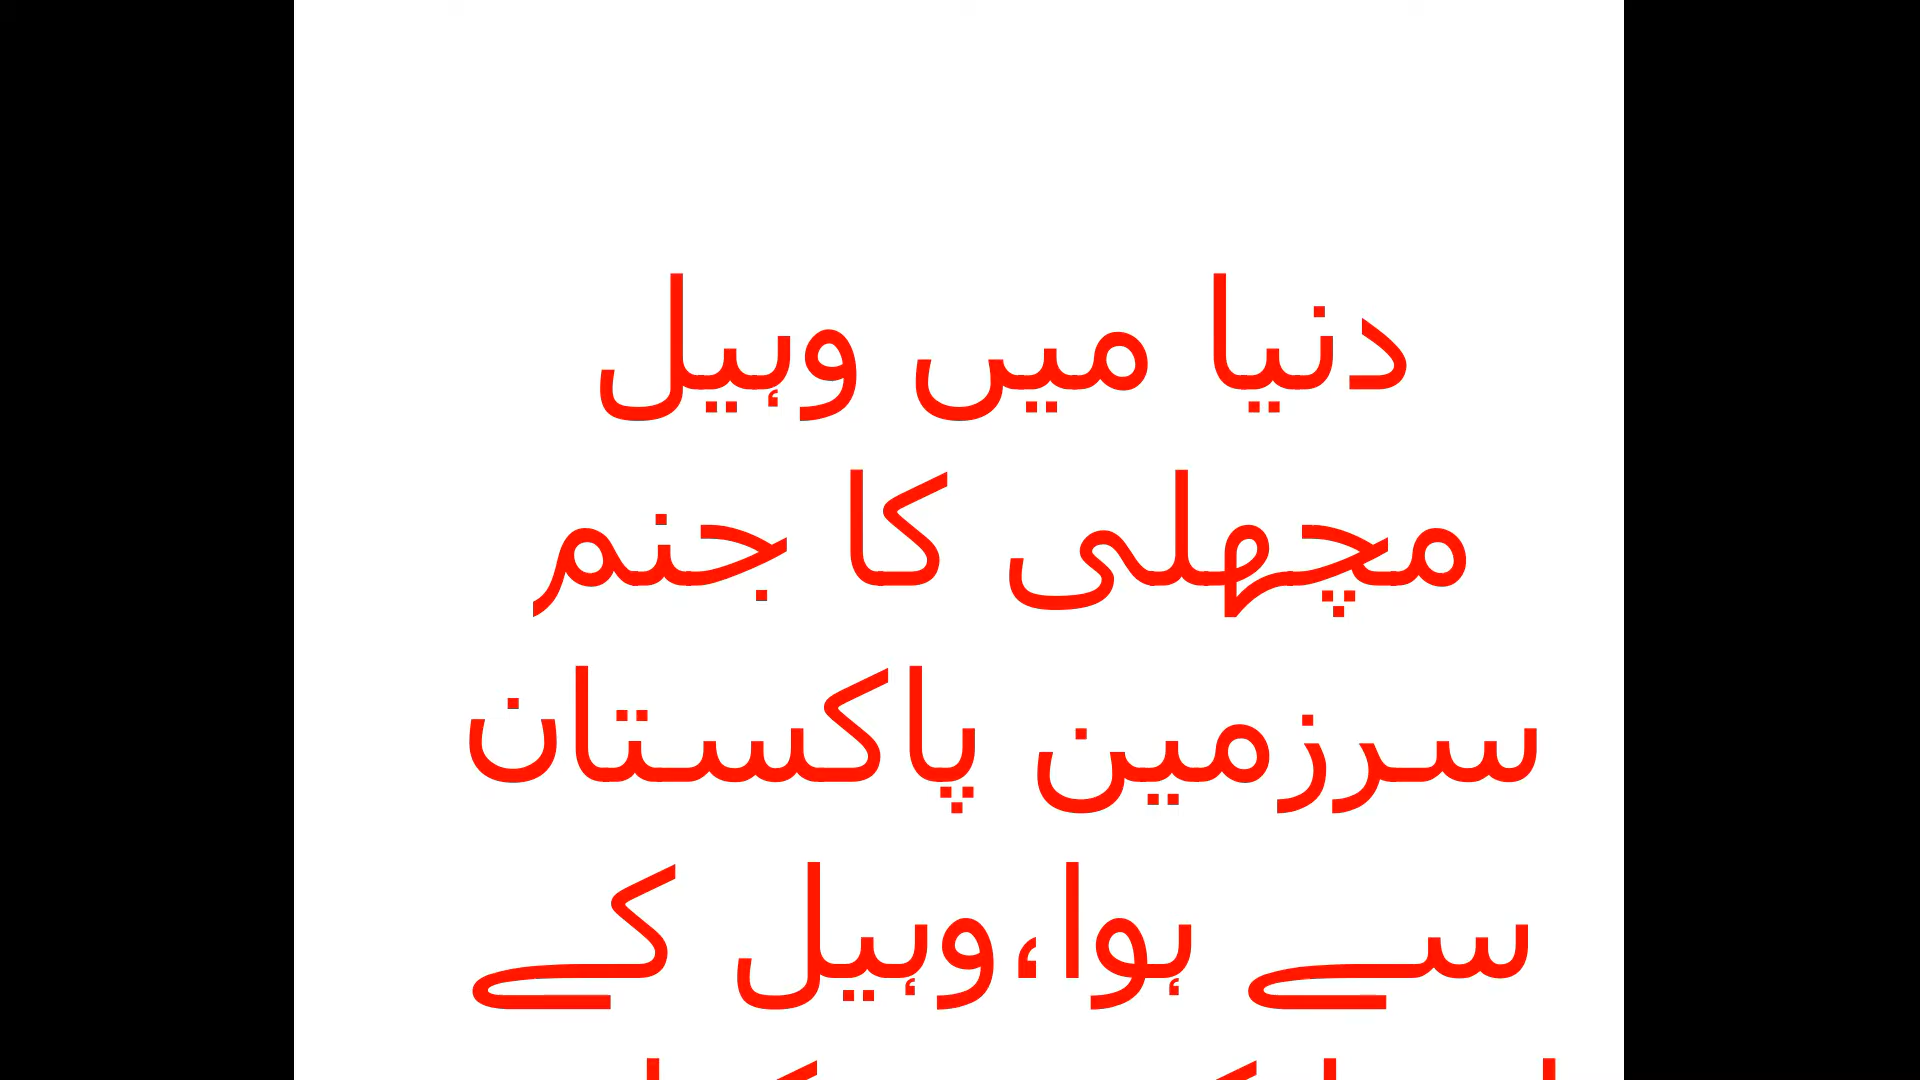 دنیا میں وہیل
مچھلی کا جنم
سرزمین پاکستان
سے ہوا،وہیل کے